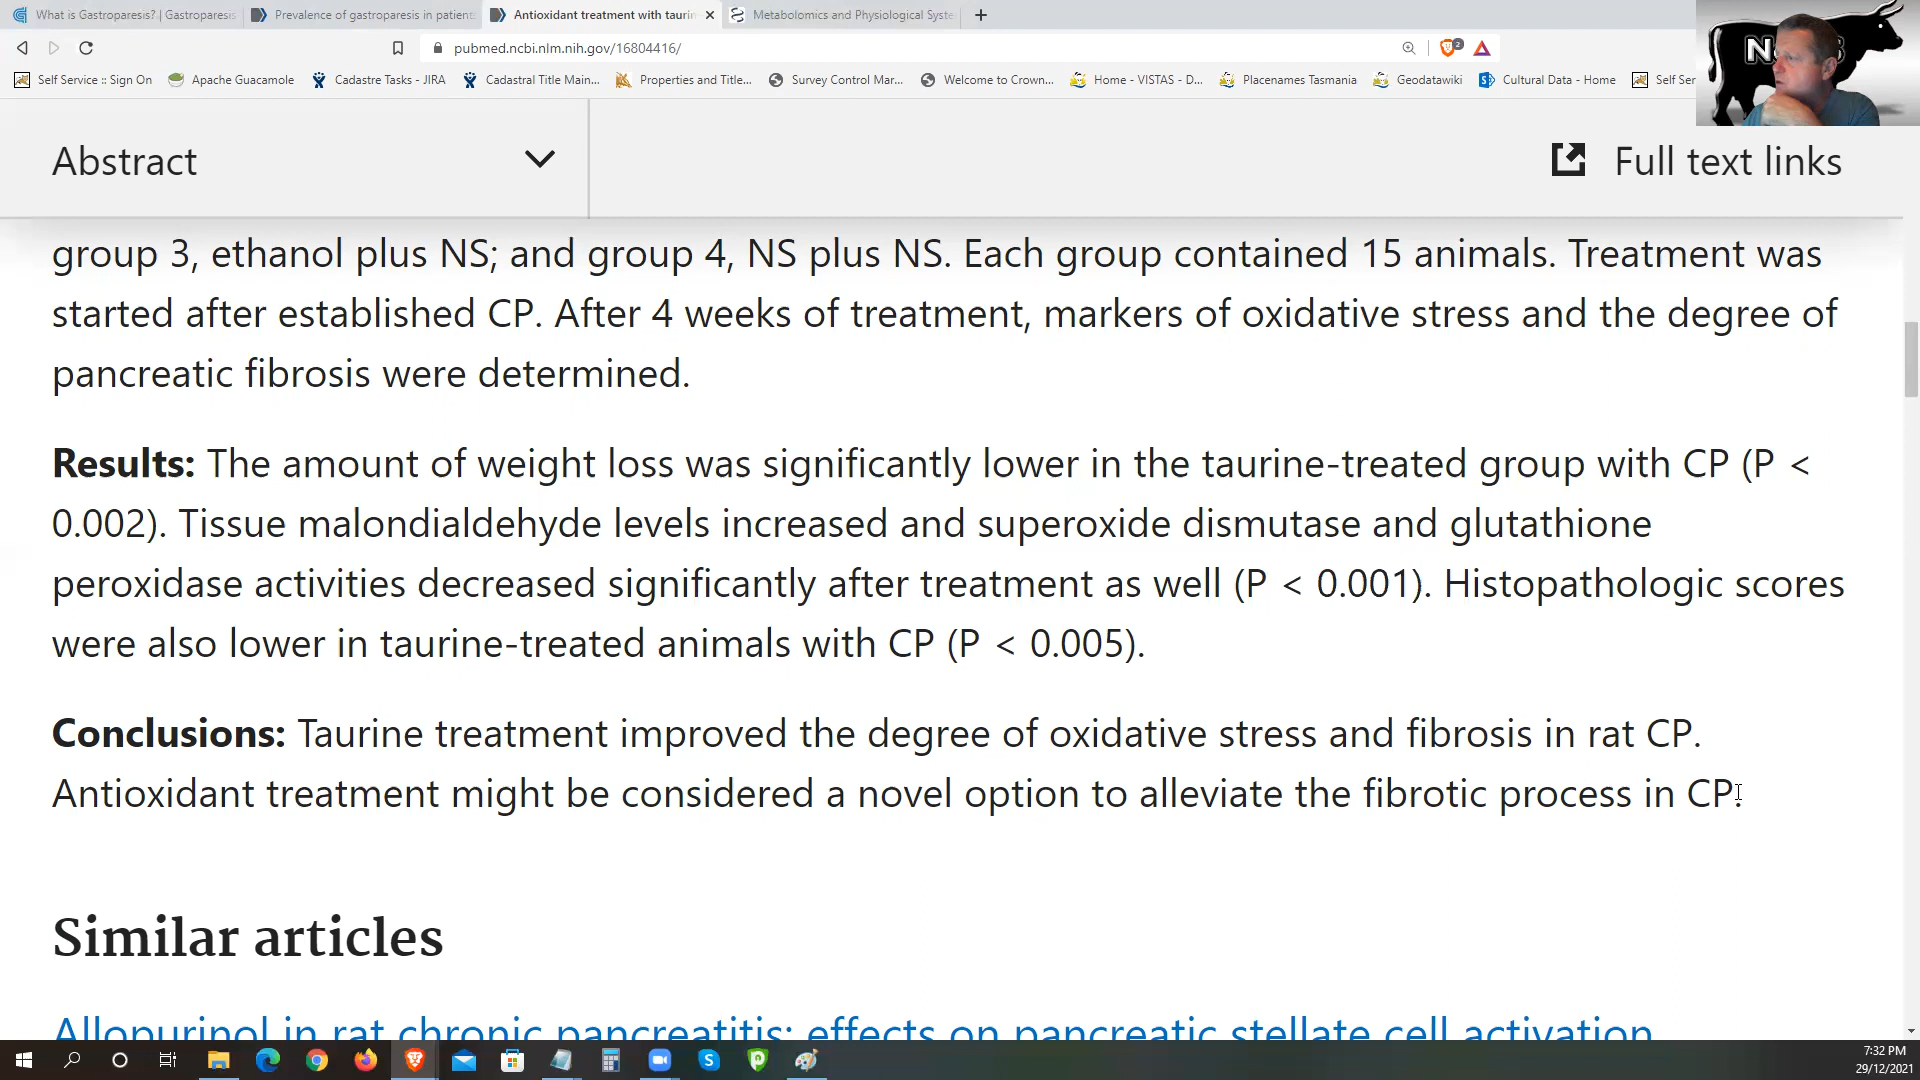 What is Gastroparesis? | Gastroparesis
Prevalence of gastroparesis in patient
Antioxidant treatment with tauri
Metabolomics and Physiological Syste
pubmed.ncbi.nlm.nih.gov/16804416/
2
Self Service :: Sign On
Apache Guacamole
Cadastre Tasks - JIRA
Cadastral Title Main...
Properties and Title...
Survey Control Mar...
Welcome to Crown...
Home - VISTAS - D...
Placenames Tasmania
Geodatawiki
Cultural Data - Home
Self Ser
Abstract
Full text links
group 3, ethanol plus NS; and group 4, NS plus NS. Each group contained 15 animals. Treatment was
started after established CP. After 4 weeks of treatment, markers of oxidative stress and the degree of
pancreatic fibrosis were determined.
Results: The amount of weight loss was significantly lower in the taurine-treated group with CP (P <
0.002). Tissue malondialdehyde levels increased and superoxide dismutase and glutathione
peroxidase activities decreased significantly after treatment as well (P < 0.001). Histopathologic scores
were also lower in taurine-treated animals with CP (P < 0.005).
Conclusions: Taurine treatment improved the degree of oxidative stress and fibrosis in rat CP.
Antioxidant treatment might be considered a novel option to alleviate the fibrotic process in CP.
Similar articles
Allopurinol in rat chronic pancreatitis: effects on pancreatic stellate cell activation
7:32 PM
29/12/2021